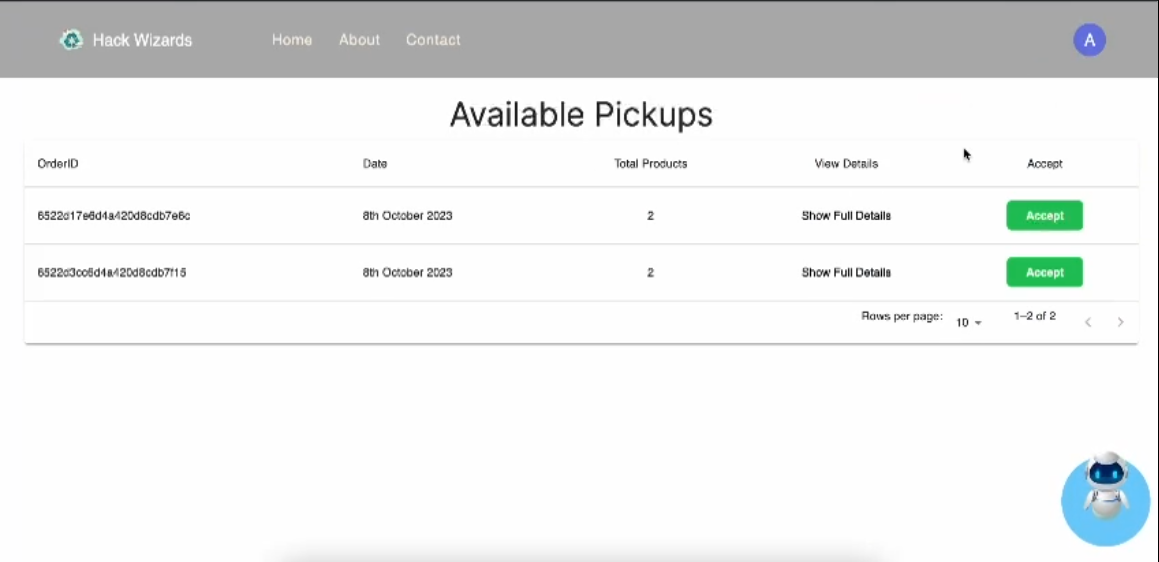 Hack Wizards Home About Contact A
Available Pickups
OrderID Date Total Products View Details Accept
6522d17e6d4a420d8cdb7e6c 8th October 2023 2 Show Full Details Accept
6522d3cc6d4a420d8cdb7f15 8th October 2023 2 Show Full Details Accept
Rows per page: 10 1–2 of 2